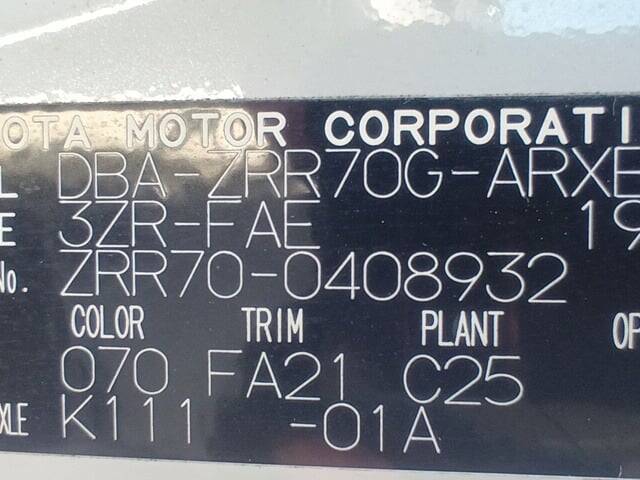 OTA MOTOR CORPORATI
L DBA-ZRR70G-ARXE
E 3ZR-FAE 19
No. ZRR70-0408932
COLOR TRIM PLANT OP
070 FA21 C25
XLE K111 -01A